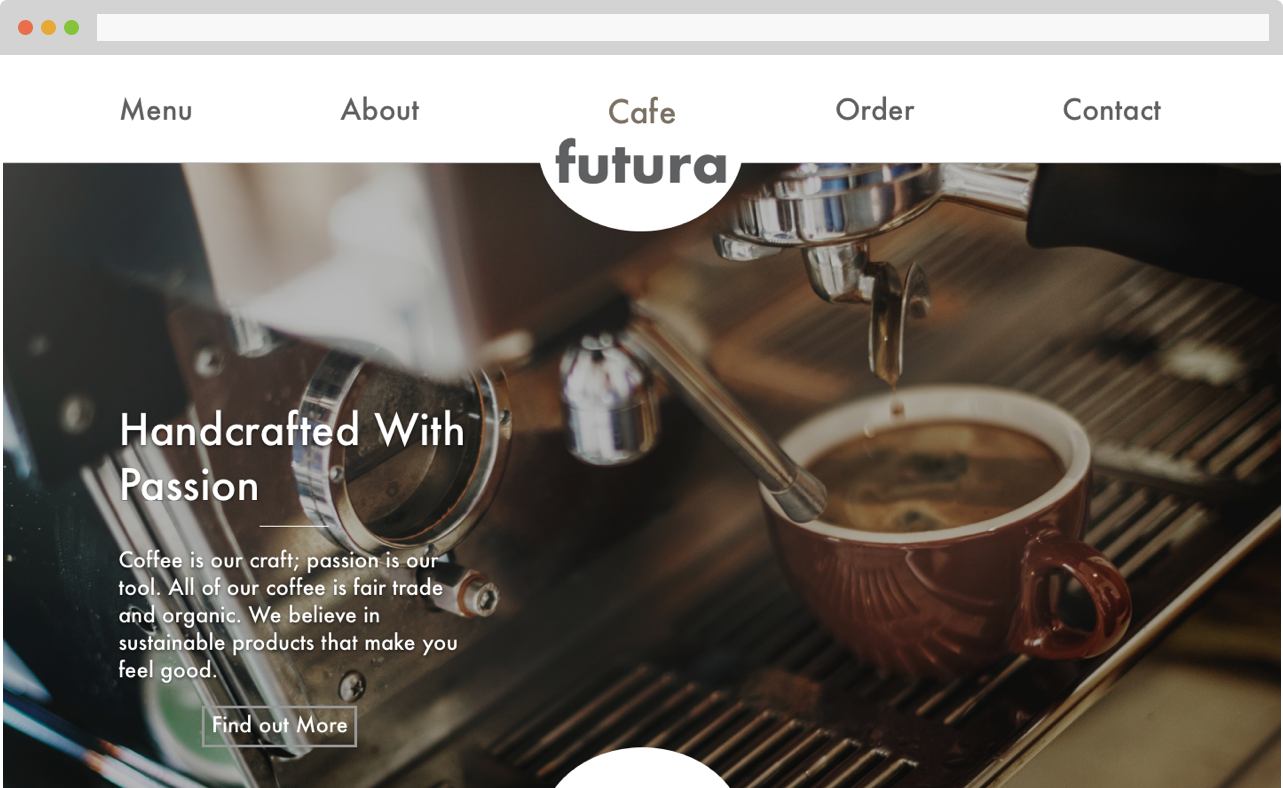 Menu
About
Cafe
futura
Order
Contact
Handcrafted With
Passion
Coffee is our craft; passion is our
tool. All of our coffee is fair trade
and organic. We believe in
sustainable products that make you
feel good.
Find out More